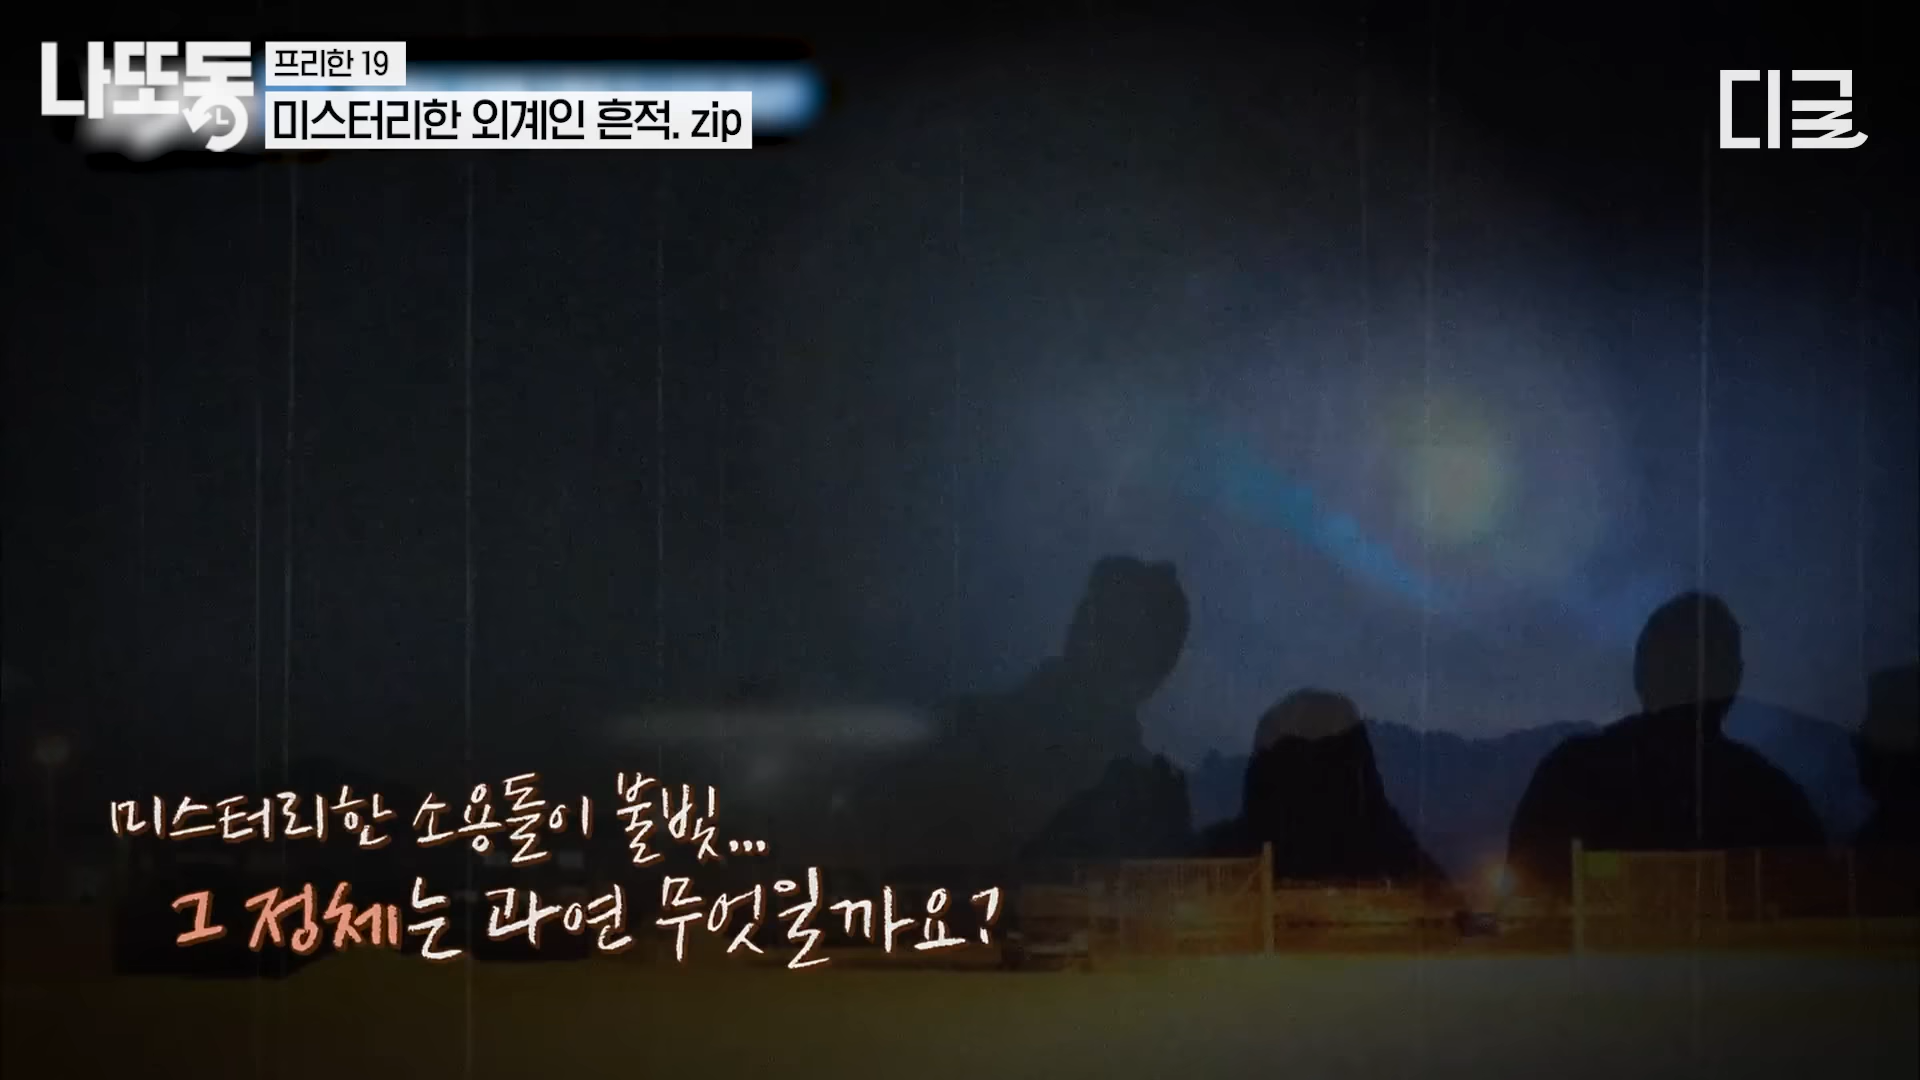 나또동
프리한 19
미스터리한 외계인 흔적. zip
디글
미스터리한 소용돌이 불빛...
그 정체는 과연 무엇일까요?